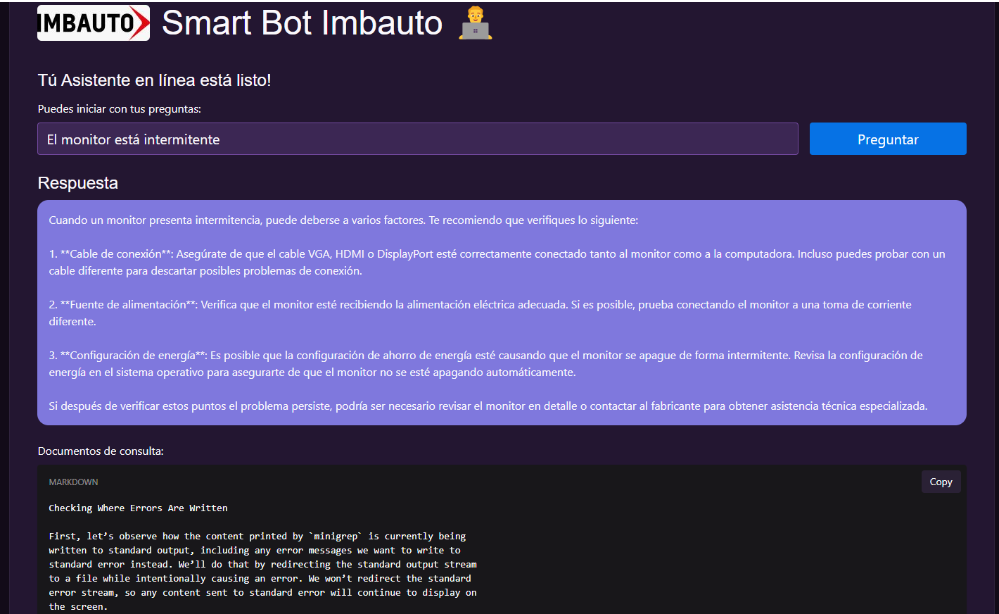 IMBAUTO Smart Bot Imbauto
Tú Asistente en línea está listo!
Puedes iniciar con tus preguntas:
El monitor está intermitente
Preguntar
Respuesta
Cuando un monitor presenta intermitencia, puede deberse a varios factores. Te recomiendo que verifiques lo siguiente:
1. **Cable de conexión**: Asegúrate de que el cable VGA, HDMI o DisplayPort esté correctamente conectado tanto al monitor como a la computadora. Incluso puedes probar con un
cable diferente para descartar posibles problemas de conexión.
2. **Fuente de alimentación**: Verifica que el monitor esté recibiendo la alimentación eléctrica adecuada. Si es posible, prueba conectando el monitor a una toma de corriente
diferente.
3. **Configuración de energía**: Es posible que la configuración de ahorro de energía esté causando que el monitor se apague de forma intermitente. Revisa la configuración de
energía en el sistema operativo para asegurarte de que el monitor no se esté apagando automáticamente.
Si después de verificar estos puntos el problema persiste, podría ser necesario revisar el monitor en detalle o contactar al fabricante para obtener asistencia técnica especializada.
Documentos de consulta:
MARKDOWN
Copy
Checking Where Errors Are Written
First, let’s observe how the content printed by `minigrep` is currently being
written to standard output, including any error messages we want to write to
standard error instead. We’ll do that by redirecting the standard output stream
to a file while intentionally causing an error. We won’t redirect the standard
error stream, so any content sent to standard error will continue to display on
the screen.